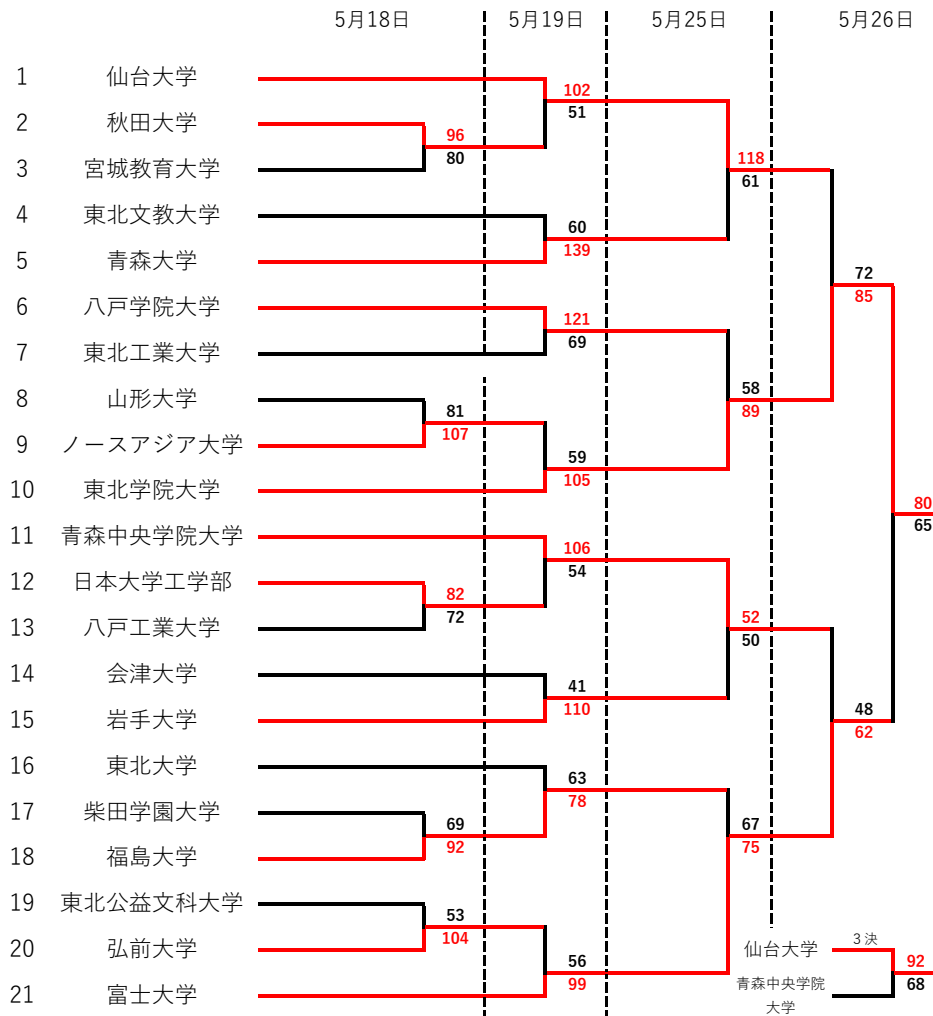 5月18日 5月19日 5月25日 5月26日
1 仙台大学
102
2 秋田大学
51
96
3 宮城教育大学
80
118
61
4 東北文教大学
60
5 青森大学
139
72
85
6 八戸学院大学
121
69
7 東北工業大学
58
8 山形大学
81
89
107
9 ノースアジア大学
59
105
10 東北学院大学
80
65
11 青森中央学院大学
106
54
12 日本大学工学部
82
72
13 八戸工業大学
52
50
14 会津大学
41
110
15 岩手大学
48
62
16 東北大学
63
78
17 柴田学園大学
69
67
92
75
18 福島大学
19 東北公益文科大学
53
104
20 弘前大学
仙台大学 3決
56
92
99
68
21 富士大学
青森中央学院
大学